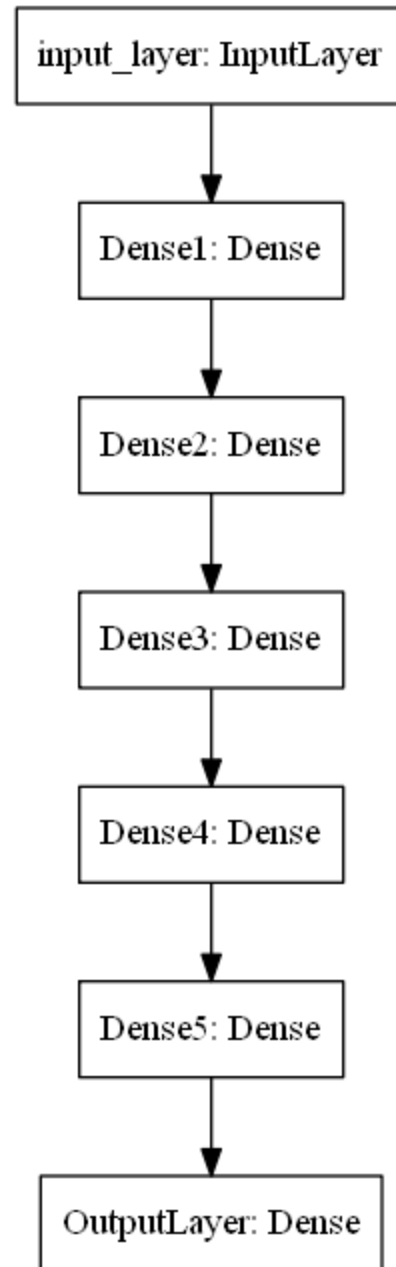 input_layer: InputLayer
Dense1: Dense
Dense2: Dense
Dense3: Dense
Dense4: Dense
Dense5: Dense
OutputLayer: Dense